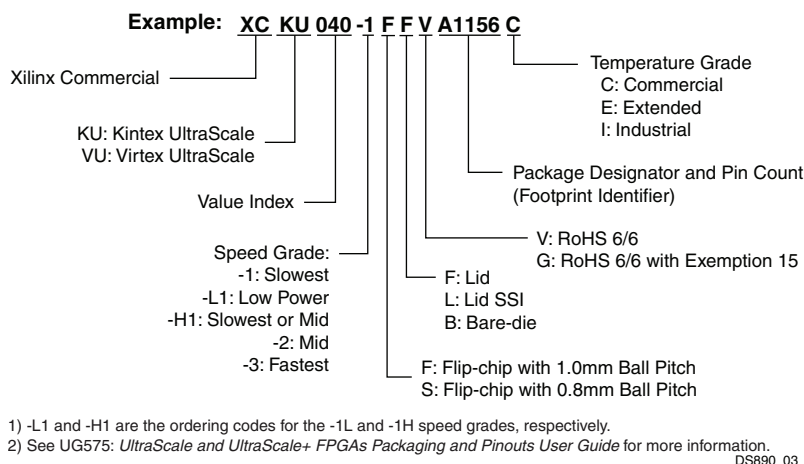 Example: XC KU 040 -1 F F V A1156 C
Xilinx Commercial
KU: Kintex UltraScale
VU: Virtex UltraScale
Value Index
Speed Grade:
-1: Slowest
-L1: Low Power
-H1: Slowest or Mid
-2: Mid
-3: Fastest
Temperature Grade
C: Commercial
E: Extended
I: Industrial
Package Designator and Pin Count
(Footprint Identifier)
V: RoHS 6/6
G: RoHS 6/6 with Exemption 15
F: Lid
L: Lid SSI
B: Bare-die
F: Flip-chip with 1.0mm Ball Pitch
S: Flip-chip with 0.8mm Ball Pitch
1) -L1 and -H1 are the ordering codes for the -1L and -1H speed grades, respectively.
2) See UG575: UltraScale and UltraScale+ FPGAs Packaging and Pinouts User Guide for more information.
DS890_03